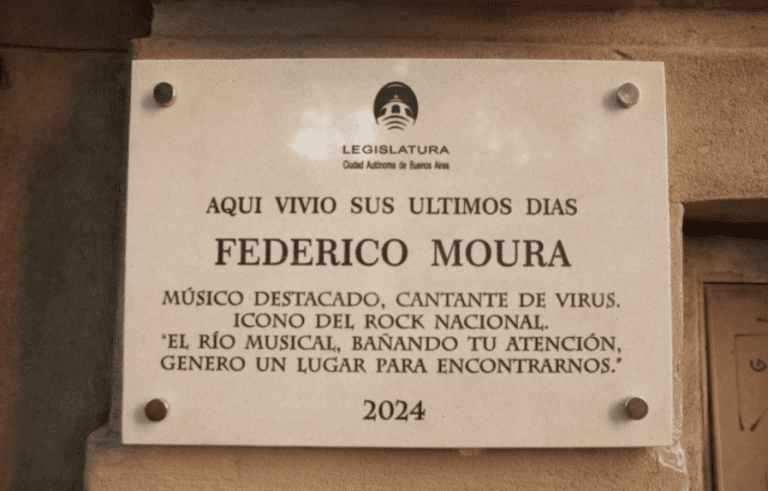 LEGISLATURA
Ciudad Autónoma de Buenos Aires
AQUI VIVIO SUS ULTIMOS DIAS
FEDERICO MOURA
MÚSICO DESTACADO, CANTANTE DE VIRUS.
ICONO DEL ROCK NACIONAL.
"EL RÍO MUSICAL, BAÑANDO TU ATENCIÓN,
GENERO UN LUGAR PARA ENCONTRARNOS."
2024